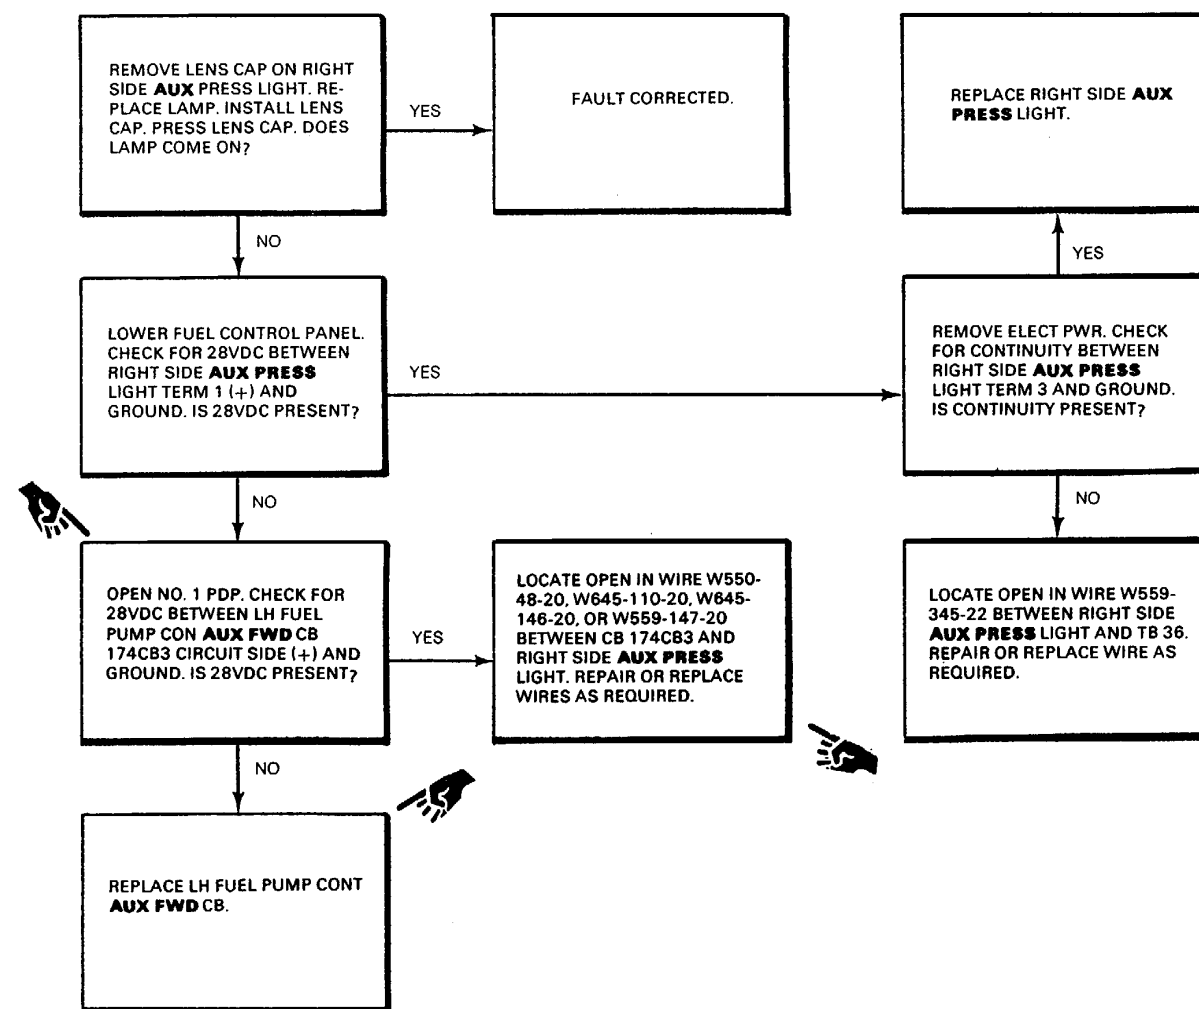 REMOVE LENS CAP ON RIGHT
SIDE AUX PRESS LIGHT. RE-
PLACE LAMP. INSTALL LENS
CAP. PRESS LENS CAP. DOES
LAMP COME ON?
YES
FAULT CORRECTED.
REPLACE RIGHT SIDE AUX
PRESS LIGHT.
NO
YES
LOWER FUEL CONTROL PANEL.
CHECK FOR 28VDC BETWEEN
RIGHT SIDE AUX PRESS
LIGHT TERM 1 (+) AND
GROUND. IS 28VDC PRESENT?
YES
REMOVE ELECT PWR. CHECK
FOR CONTINUITY BETWEEN
RIGHT SIDE AUX PRESS
LIGHT TERM 3 AND GROUND.
IS CONTINUITY PRESENT?
NO
NO
OPEN NO. 1 PDP. CHECK FOR
28VDC BETWEEN LH FUEL
PUMP CON AUX FWD CB
174CB3 CIRCUIT SIDE (+) AND
GROUND. IS 28VDC PRESENT?
YES
LOCATE OPEN IN WIRE W550-
48-20, W645-110-20, W645-
146-20, OR W559-147-20
BETWEEN CB 174CB3 AND
RIGHT SIDE AUX PRESS
LIGHT. REPAIR OR REPLACE
WIRES AS REQUIRED.
LOCATE OPEN IN WIRE W559-
345-22 BETWEEN RIGHT SIDE
AUX PRESS LIGHT AND TB 36.
REPAIR OR REPLACE WIRE AS
REQUIRED.
NO
REPLACE LH FUEL PUMP CONT
AUX FWD CB.